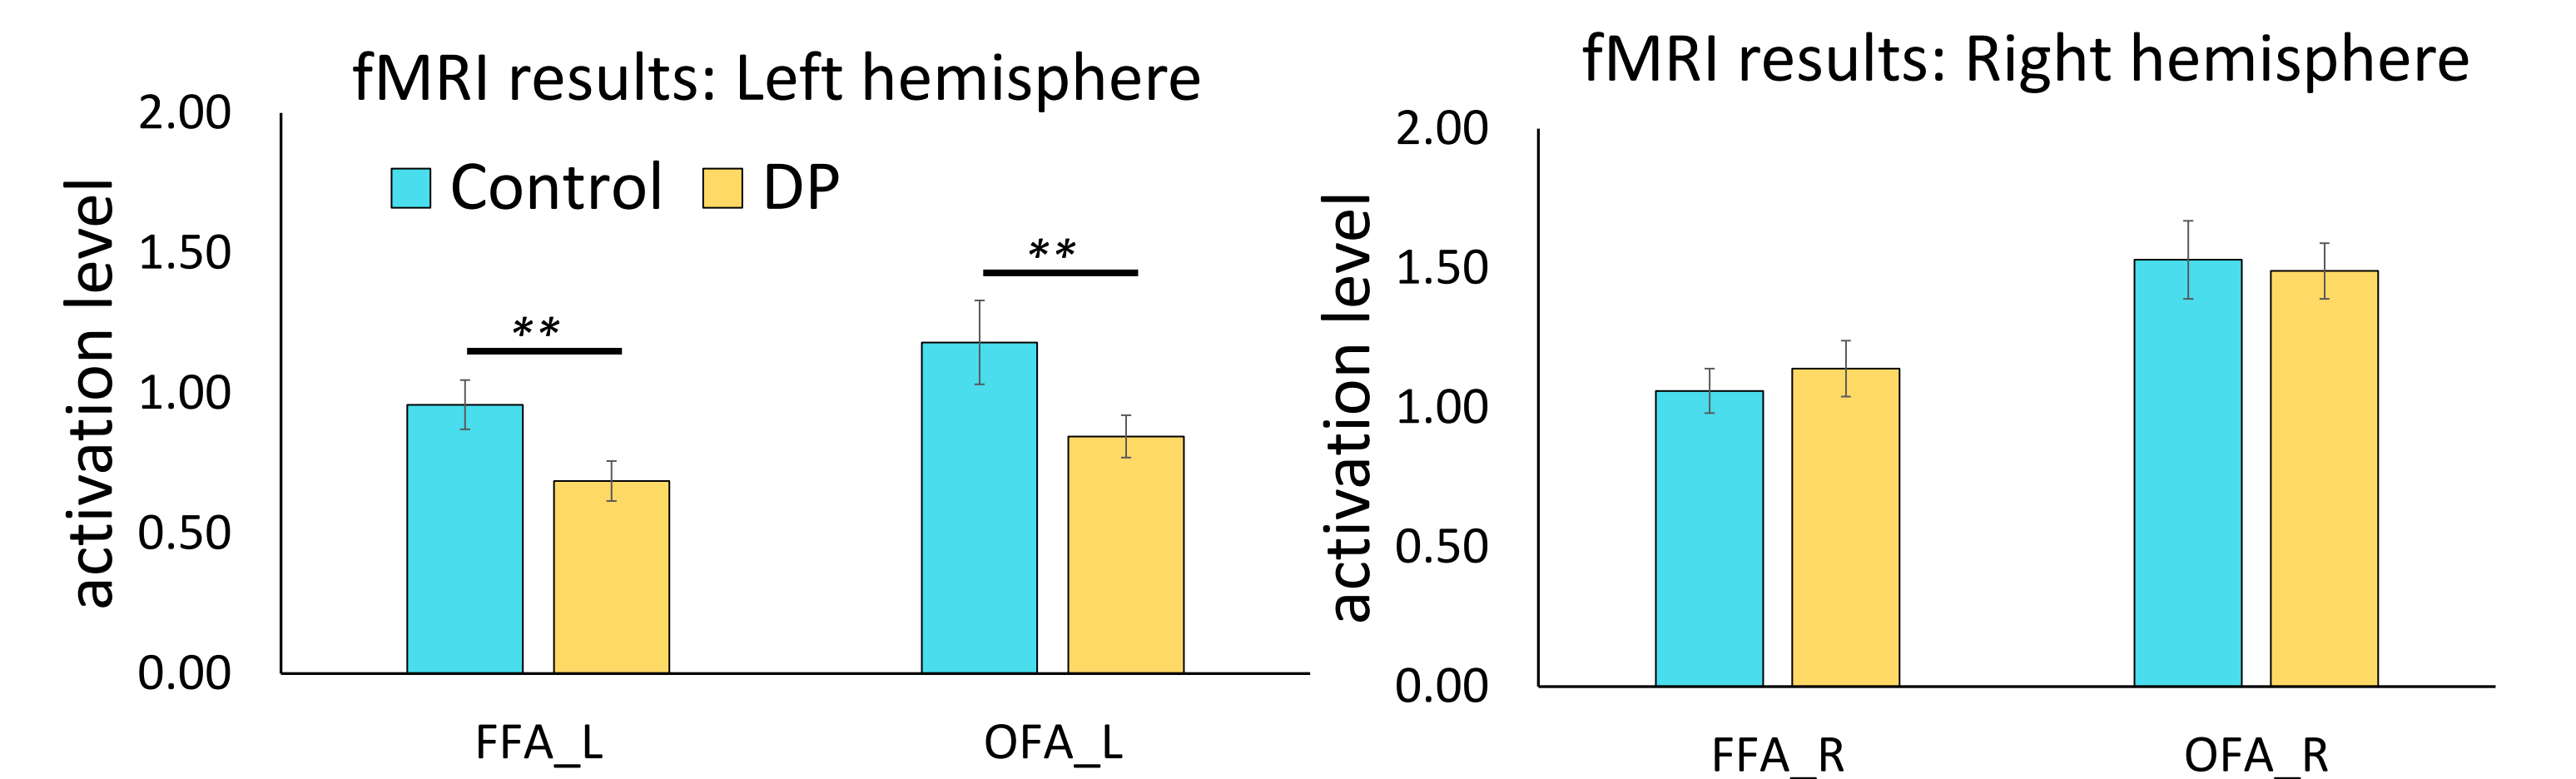 fMRI results: Left hemisphere
2.00
1.50
1.00
0.50
0.00
activation level
Control DP
**
**
FFA_L OFA_L
fMRI results: Right hemisphere
2.00
1.50
1.00
0.50
0.00
activation level
FFA_R OFA_R